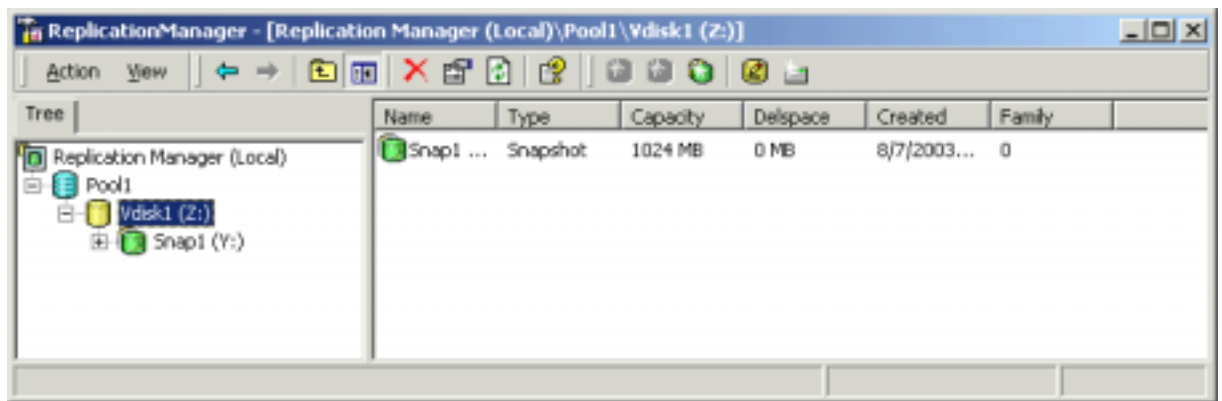 ReplicationManager - [Replication Manager (Local)\Pool1\Vdisk1 (Z:)]
Action View
Tree
Name Type Capacity Delspace Created Family
Replication Manager (Local)
Pool1
Vdisk1 (Z:)
Snap1 (Y:)
Snap1 ... Snapshot 1024 MB 0 MB 8/7/2003... 0